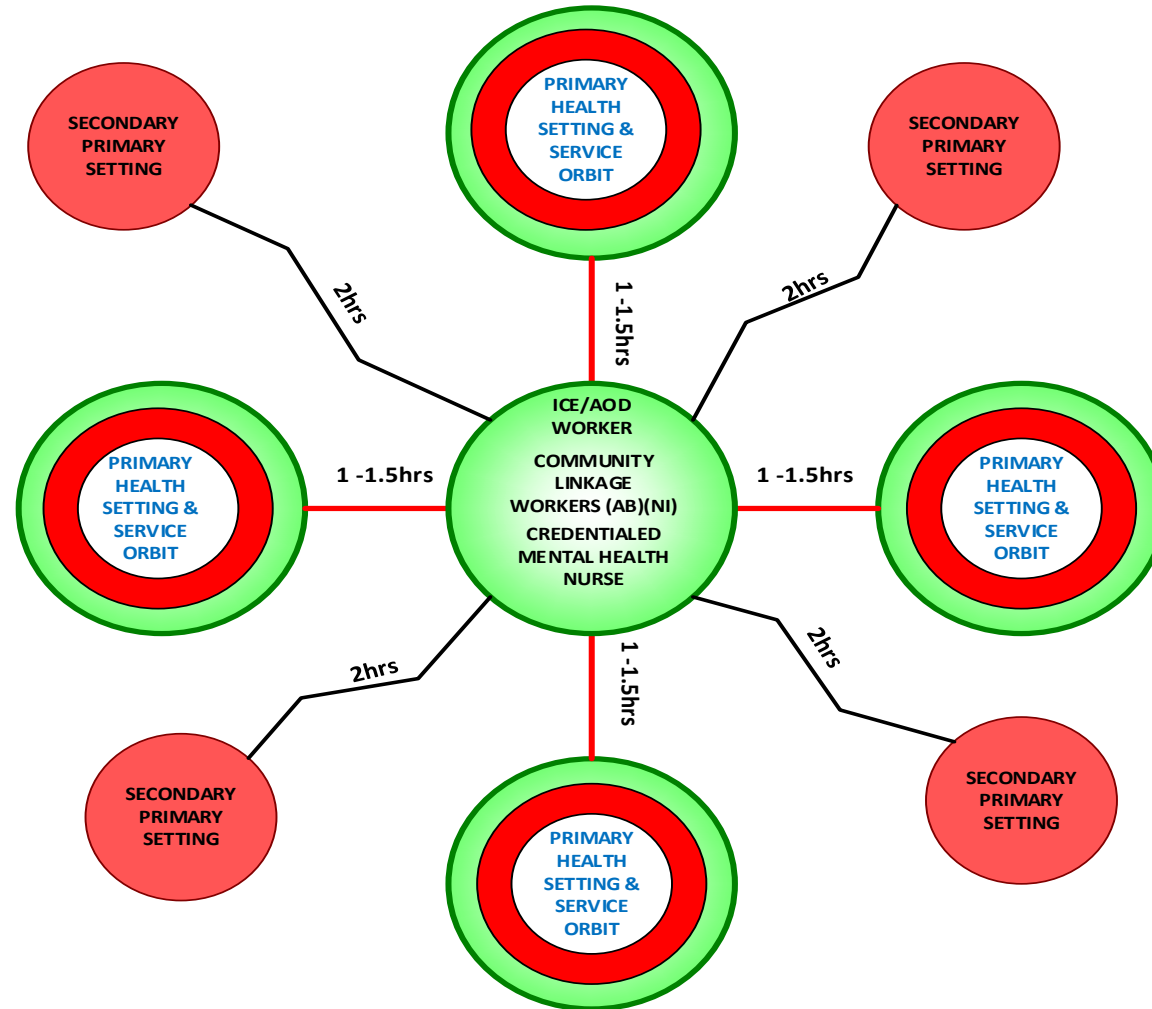 PRIMARY
HEALTH
SETTING &
SERVICE
ORBIT
SECONDARY
PRIMARY
SETTING
SECONDARY
PRIMARY
SETTING
2hrs
1 -1.5hrs
2hrs
PRIMARY
HEALTH
SETTING &
SERVICE
ORBIT
1 -1.5hrs
ICE/AOD
WORKER
COMMUNITY
LINKAGE
WORKERS (AB)(NI)
CREDENTIALED
MENTAL HEALTH
NURSE
1 -1.5hrs
PRIMARY
HEALTH
SETTING &
SERVICE
ORBIT
2hrs
1 -1.5hrs
2hrs
SECONDARY
PRIMARY
SETTING
SECONDARY
PRIMARY
SETTING
PRIMARY
HEALTH
SETTING &
SERVICE
ORBIT